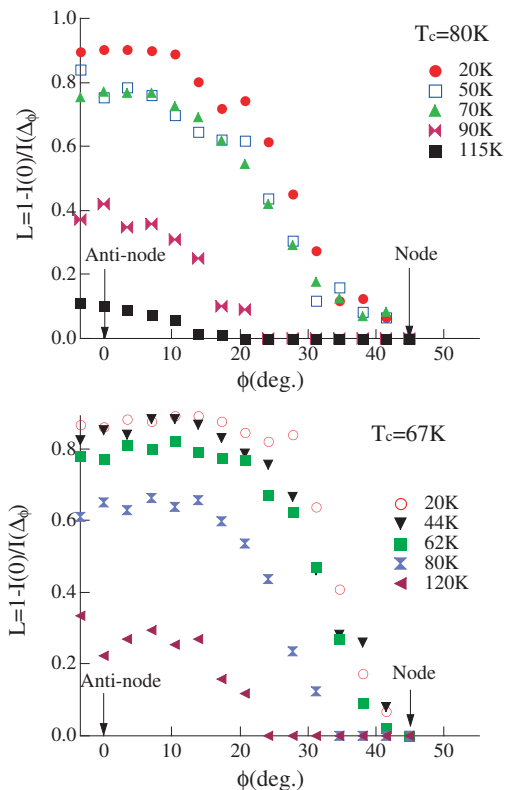 1.0
0.8
0.6
0.4
0.2
0.0
L=1-I(0)/I(Δϕ)
Tc=80K
20K
50K
70K
90K
115K
Anti-node
Node
0
10
20
30
40
50
ϕ(deg.)
0.8
0.6
0.4
0.2
0.0
L=1-I(0)/I(Δϕ)
Tc=67K
20K
44K
62K
80K
120K
Anti-node
Node
0
10
20
30
40
50
ϕ(deg.)